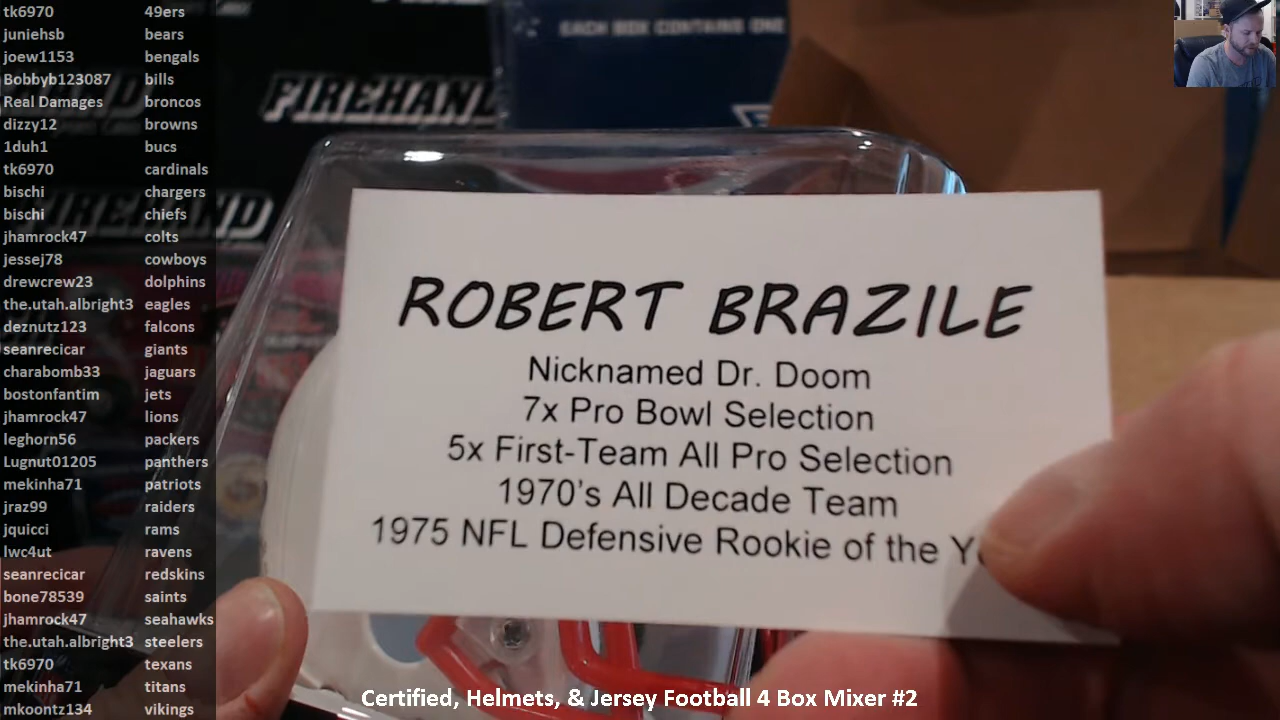 tk6970 49ers
juniehsb bears
joew1153 bengals
Bobbyb123087 bills
Real Damages broncos
dizzy12 browns
1duh1 bucs
tk6970 cardinals
bischi chargers
bischi chiefs
jhamrock47 colts
jessej78 cowboys
drewcrew23 dolphins
the.utah.albright3 eagles
deznutz123 falcons
seanrecicar giants
charabomb33 jaguars
bostonfantim jets
jhamrock47 lions
leghorn56 packers
Lugnut01205 panthers
mekinha71 patriots
jraz99 raiders
jquicci rams
lwc4ut ravens
seanrecicar redskins
bone78539 saints
jhamrock47 seahawks
the.utah.albright3 steelers
tk6970 texans
mekinha71 titans
mkoontz134 vikings
EACH BOX CONTAINS ONE
FIREHAND
FIREHAND
ROBERT BRAZILE
Nicknamed Dr. Doom
7x Pro Bowl Selection
5x First-Team All Pro Selection
1970's All Decade Team
1975 NFL Defensive Rookie of the
Certified, Helmets, & Jersey Football 4 Box Mixer #2